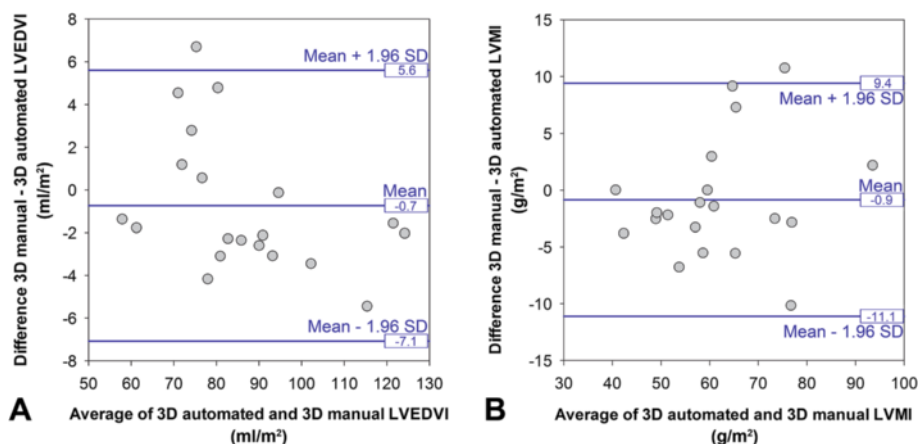 Difference 3D manual - 3D automated LVEDVI
(ml/m²)
8
6
4
2
0
-2
-4
-6
-8
Mean + 1.96 SD
5.6
Mean
-0.7
Mean - 1.96 SD
-7.1
50 60 70 80 90 100 110 120 130
A
Average of 3D automated and 3D manual LVEDVI
(ml/m²)
Difference 3D manual - 3D automated LVMI
(g/m²)
15
10
5
0
-5
-10
-15
9.4
Mean + 1.96 SD
Mean
-0.9
-11.1
Mean - 1.96 SD
30 40 50 60 70 80 90 100
B
Average of 3D automated and 3D manual LVMI
(g/m²)